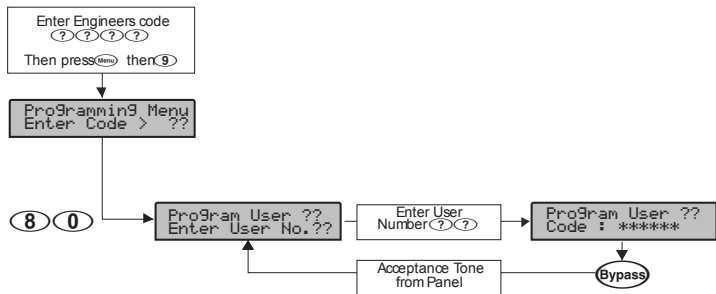 Enter Engineers code
? ? ? ?
Then press Menu then 9
Programming Menu
Enter Code > ??
8 0
Program User ??
Enter User No.??
Enter User
Number ? ?
Program User ??
Code : ******
Bypass
Acceptance Tone
from Panel